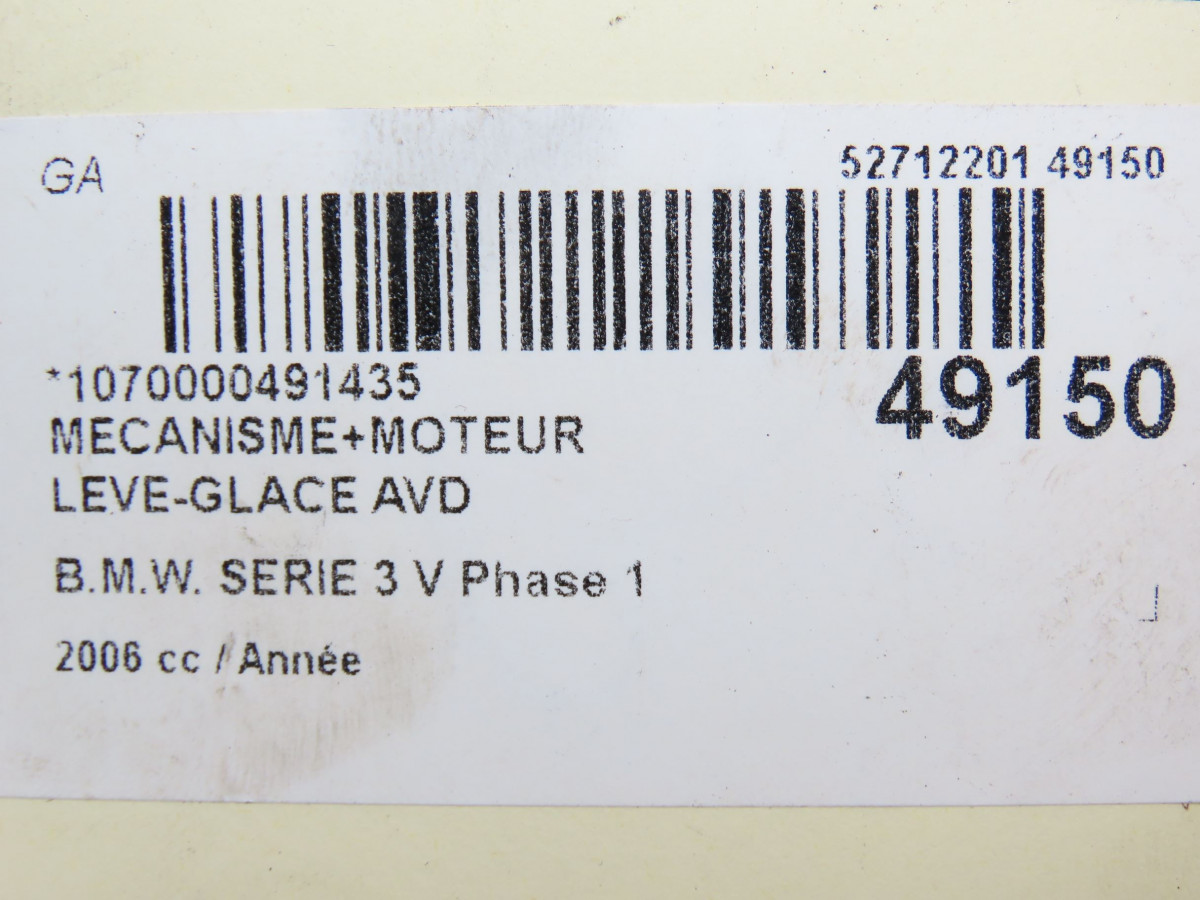 GA
52712201 49150
*1070000491435
49150
MECANISME+MOTEUR
LEVE-GLACE AVD
B.M.W. SERIE 3 V Phase 1
2006 cc / Année